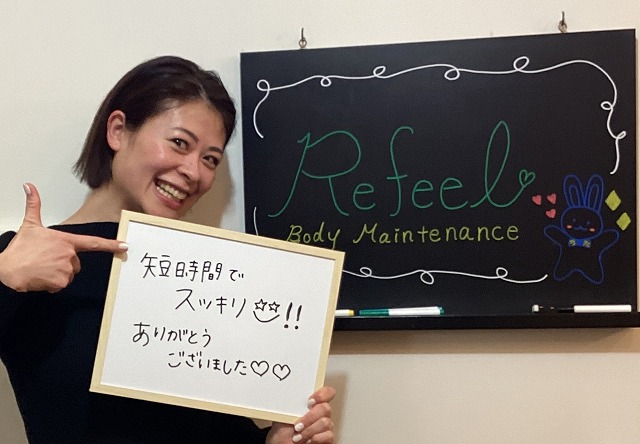 Refeel
Body Maintenance
短時間で
スッキリ!!
ありがとう
ございました♡♡